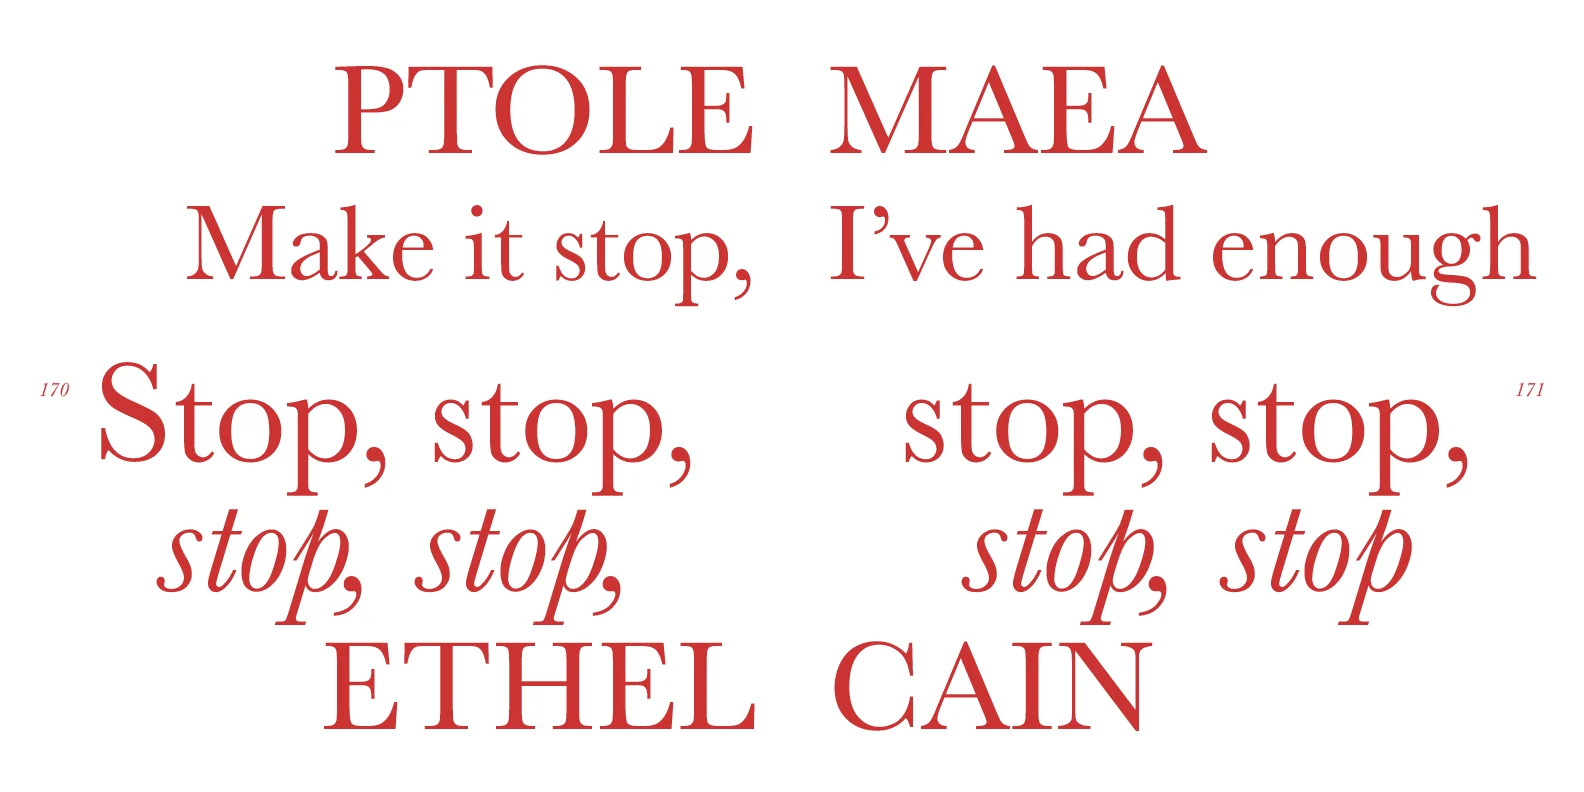 PTOLE MAEA
Make it stop, I’ve had enough
170 Stop, stop, stop, stop, 171
stop, stop, stop, stop
ETHEL CAIN